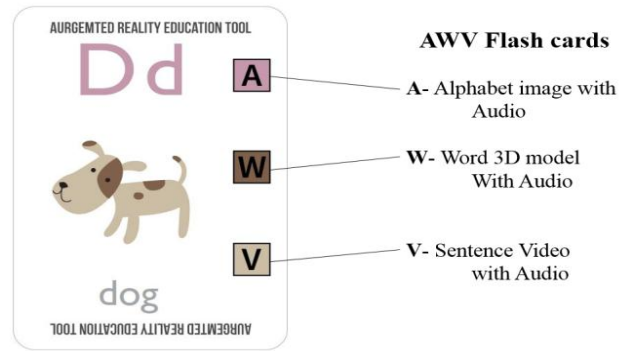 AURGEMTED REALITY EDUCATION TOOL
Dd
A
W
V
dog
AURGEMTED REALITY EDUCATION TOOL
AWV Flash cards
A- Alphabet image with
Audio
W- Word 3D model
With Audio
V- Sentence Video
with Audio